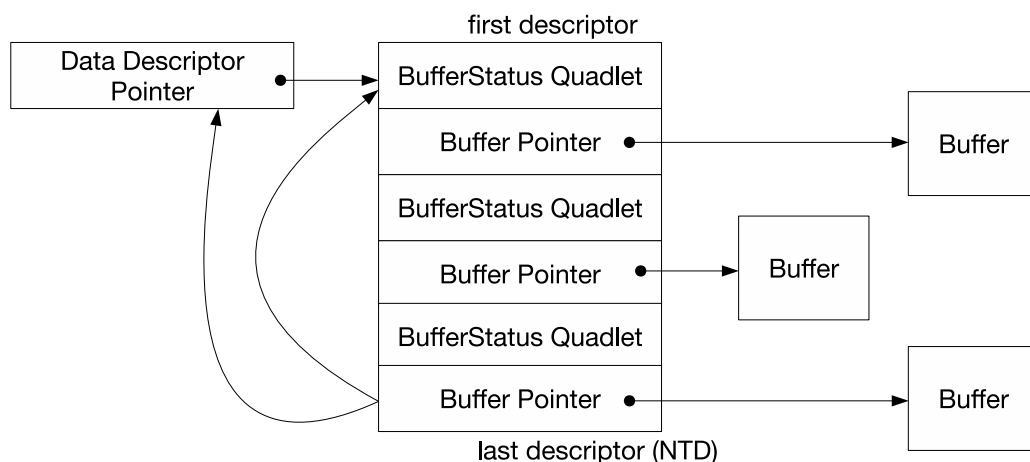 first descriptor
Data Descriptor
Pointer
BufferStatus Quadlet
Buffer Pointer
Buffer
BufferStatus Quadlet
Buffer Pointer
Buffer
BufferStatus Quadlet
Buffer Pointer
Buffer
last descriptor (NTD)